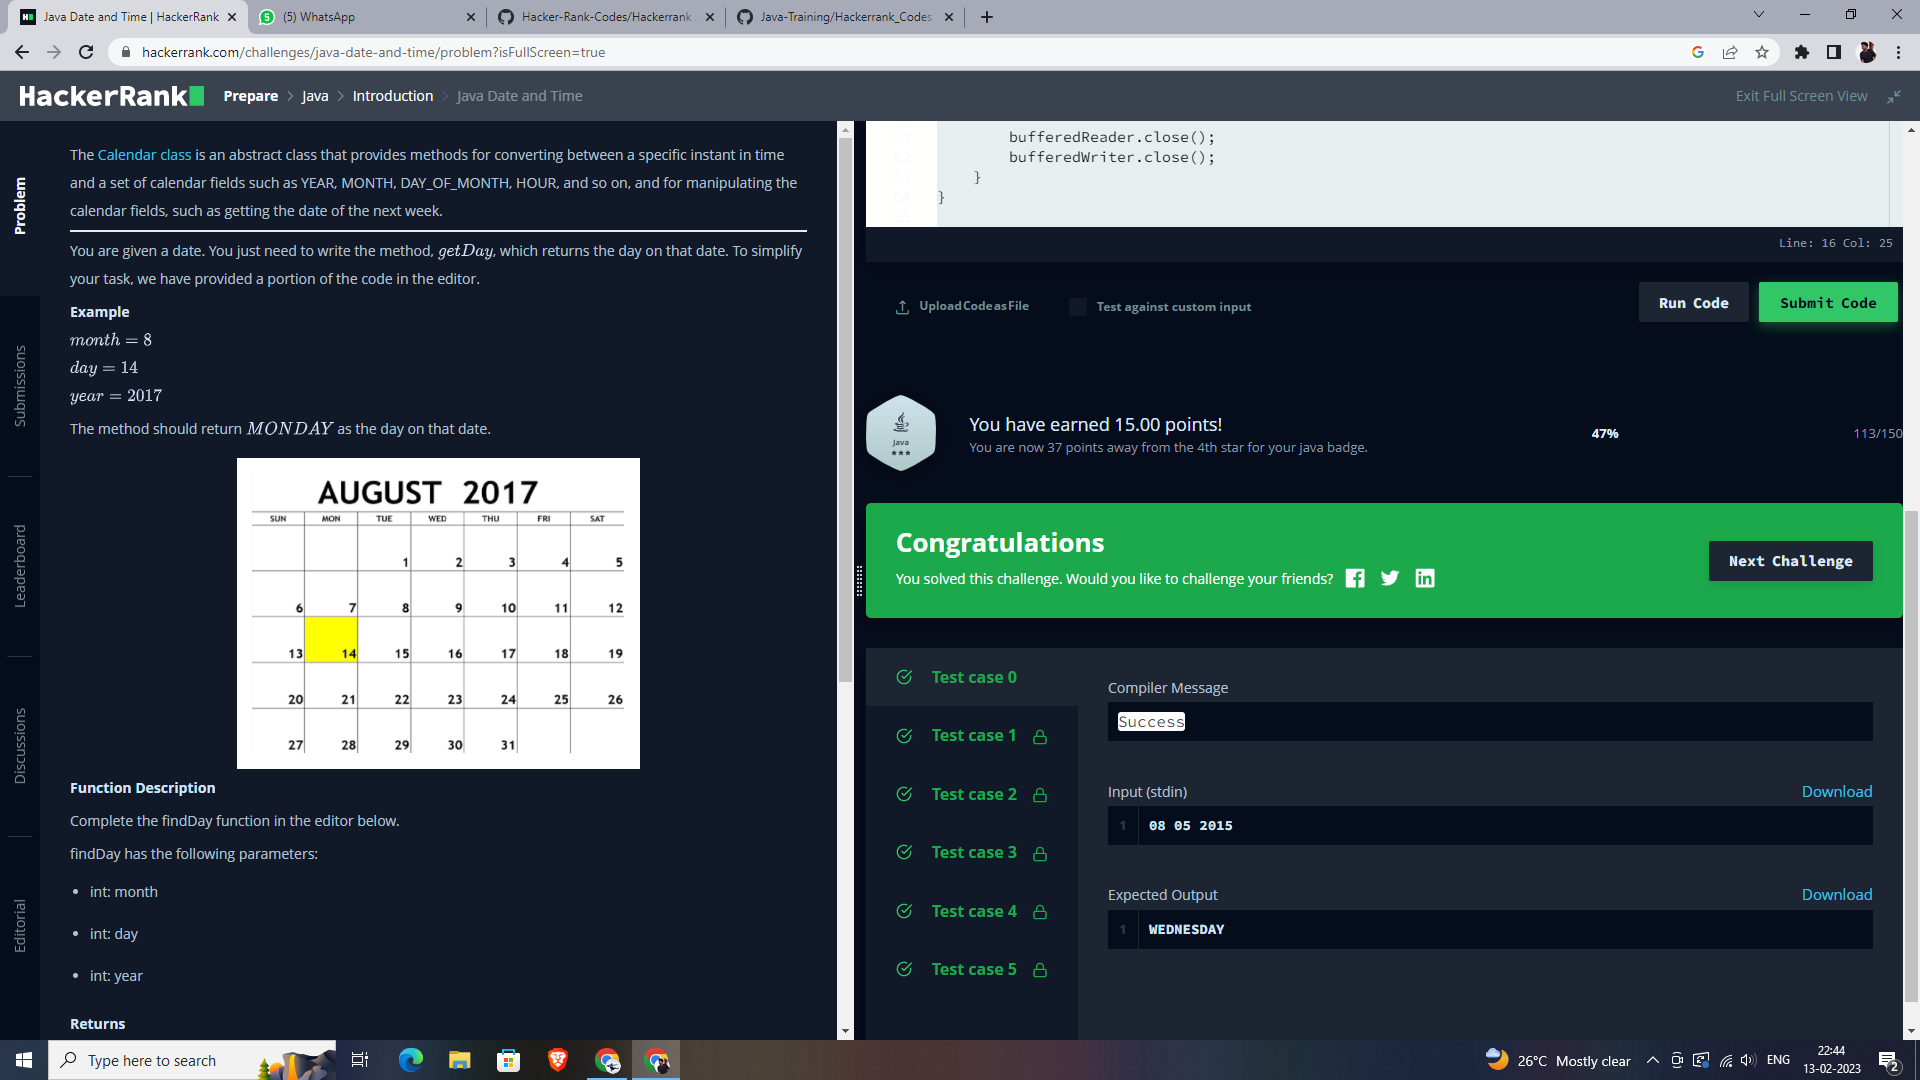 Java Date and Time | HackerRank
(5) WhatsApp
Hacker-Rank-Codes/Hackerrank
Java-Training/Hackerrank_Codes
hackerrank.com/challenges/java-date-and-time/problem?isFullScreen=true
HackerRank
Prepare > Java > Introduction > Java Date and Time
Exit Full Screen View
Problem
Submissions
Leaderboard
Discussions
Editorial
The Calendar class is an abstract class that provides methods for converting between a specific instant in time
and a set of calendar fields such as YEAR, MONTH, DAY_OF_MONTH, HOUR, and so on, and for manipulating the
calendar fields, such as getting the date of the next week.
You are given a date. You just need to write the method, getDay, which returns the day on that date. To simplify
your task, we have provided a portion of the code in the editor.
Example
month = 8
day = 14
year = 2017
The method should return MONDAY as the day on that date.
AUGUST 2017
SUN MON TUE WED THU FRI SAT
1 2 3 4 5
6 7 8 9 10 11 12
13 14 15 16 17 18 19
20 21 22 23 24 25 26
27 28 29 30 31
Function Description
Complete the findDay function in the editor below.
findDay has the following parameters:
• int: month
• int: day
• int: year
Returns
51 bufferedReader.close();
52 bufferedWriter.close();
53 }
54 }
55
Line: 16 Col: 25
Upload Code as File
Test against custom input
Run Code
Submit Code
Java
You have earned 15.00 points!
You are now 37 points away from the 4th star for your java badge.
47%
113/150
Congratulations
You solved this challenge. Would you like to challenge your friends?
Next Challenge
Test case 0
Test case 1
Test case 2
Test case 3
Test case 4
Test case 5
Compiler Message
Success
Input (stdin)
Download
1 08 05 2015
Expected Output
Download
1 WEDNESDAY
Type here to search
26°C Mostly clear
ENG
22:44
13-02-2023
2